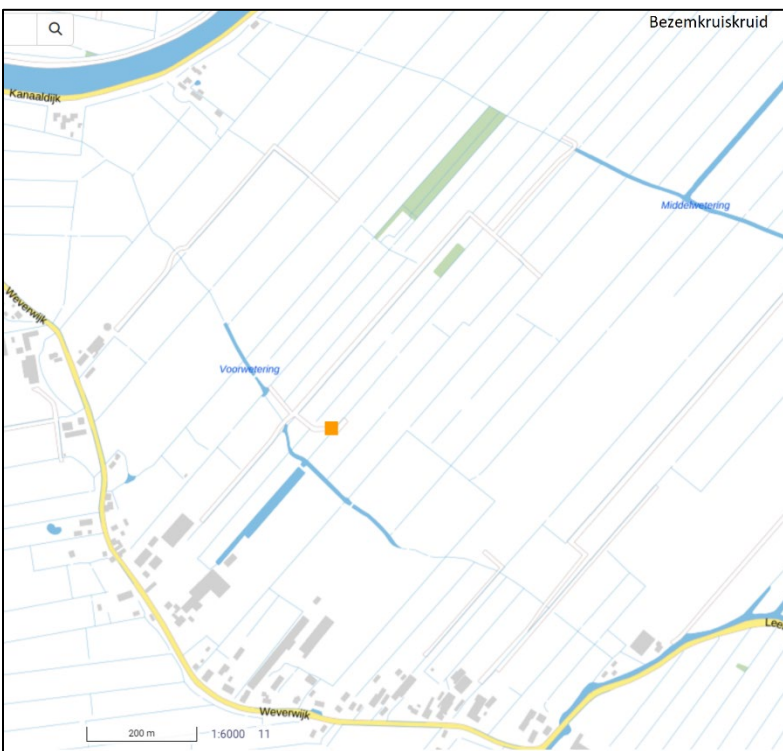 Bezemkruiskruid
Kanaaldijk
Middelwetering
Weverwijk
Voorwetering
Weverwijk
200 m
1:6000 11